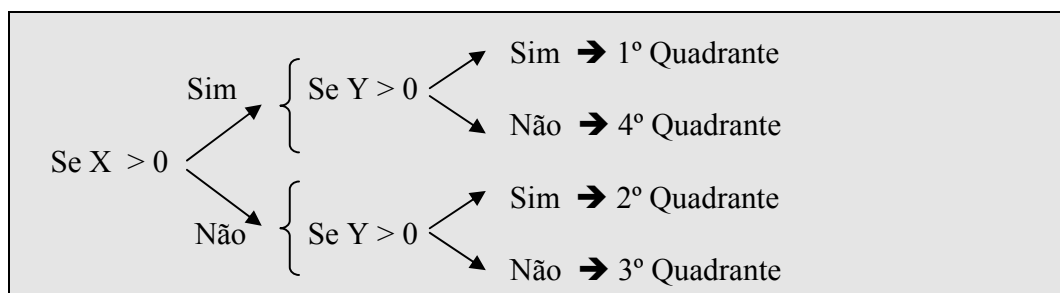 Sim ➔ 1º Quadrante
Sim
Se Y > 0
Não ➔ 4º Quadrante
Se X > 0
Sim ➔ 2º Quadrante
Não
Se Y > 0
Não ➔ 3º Quadrante